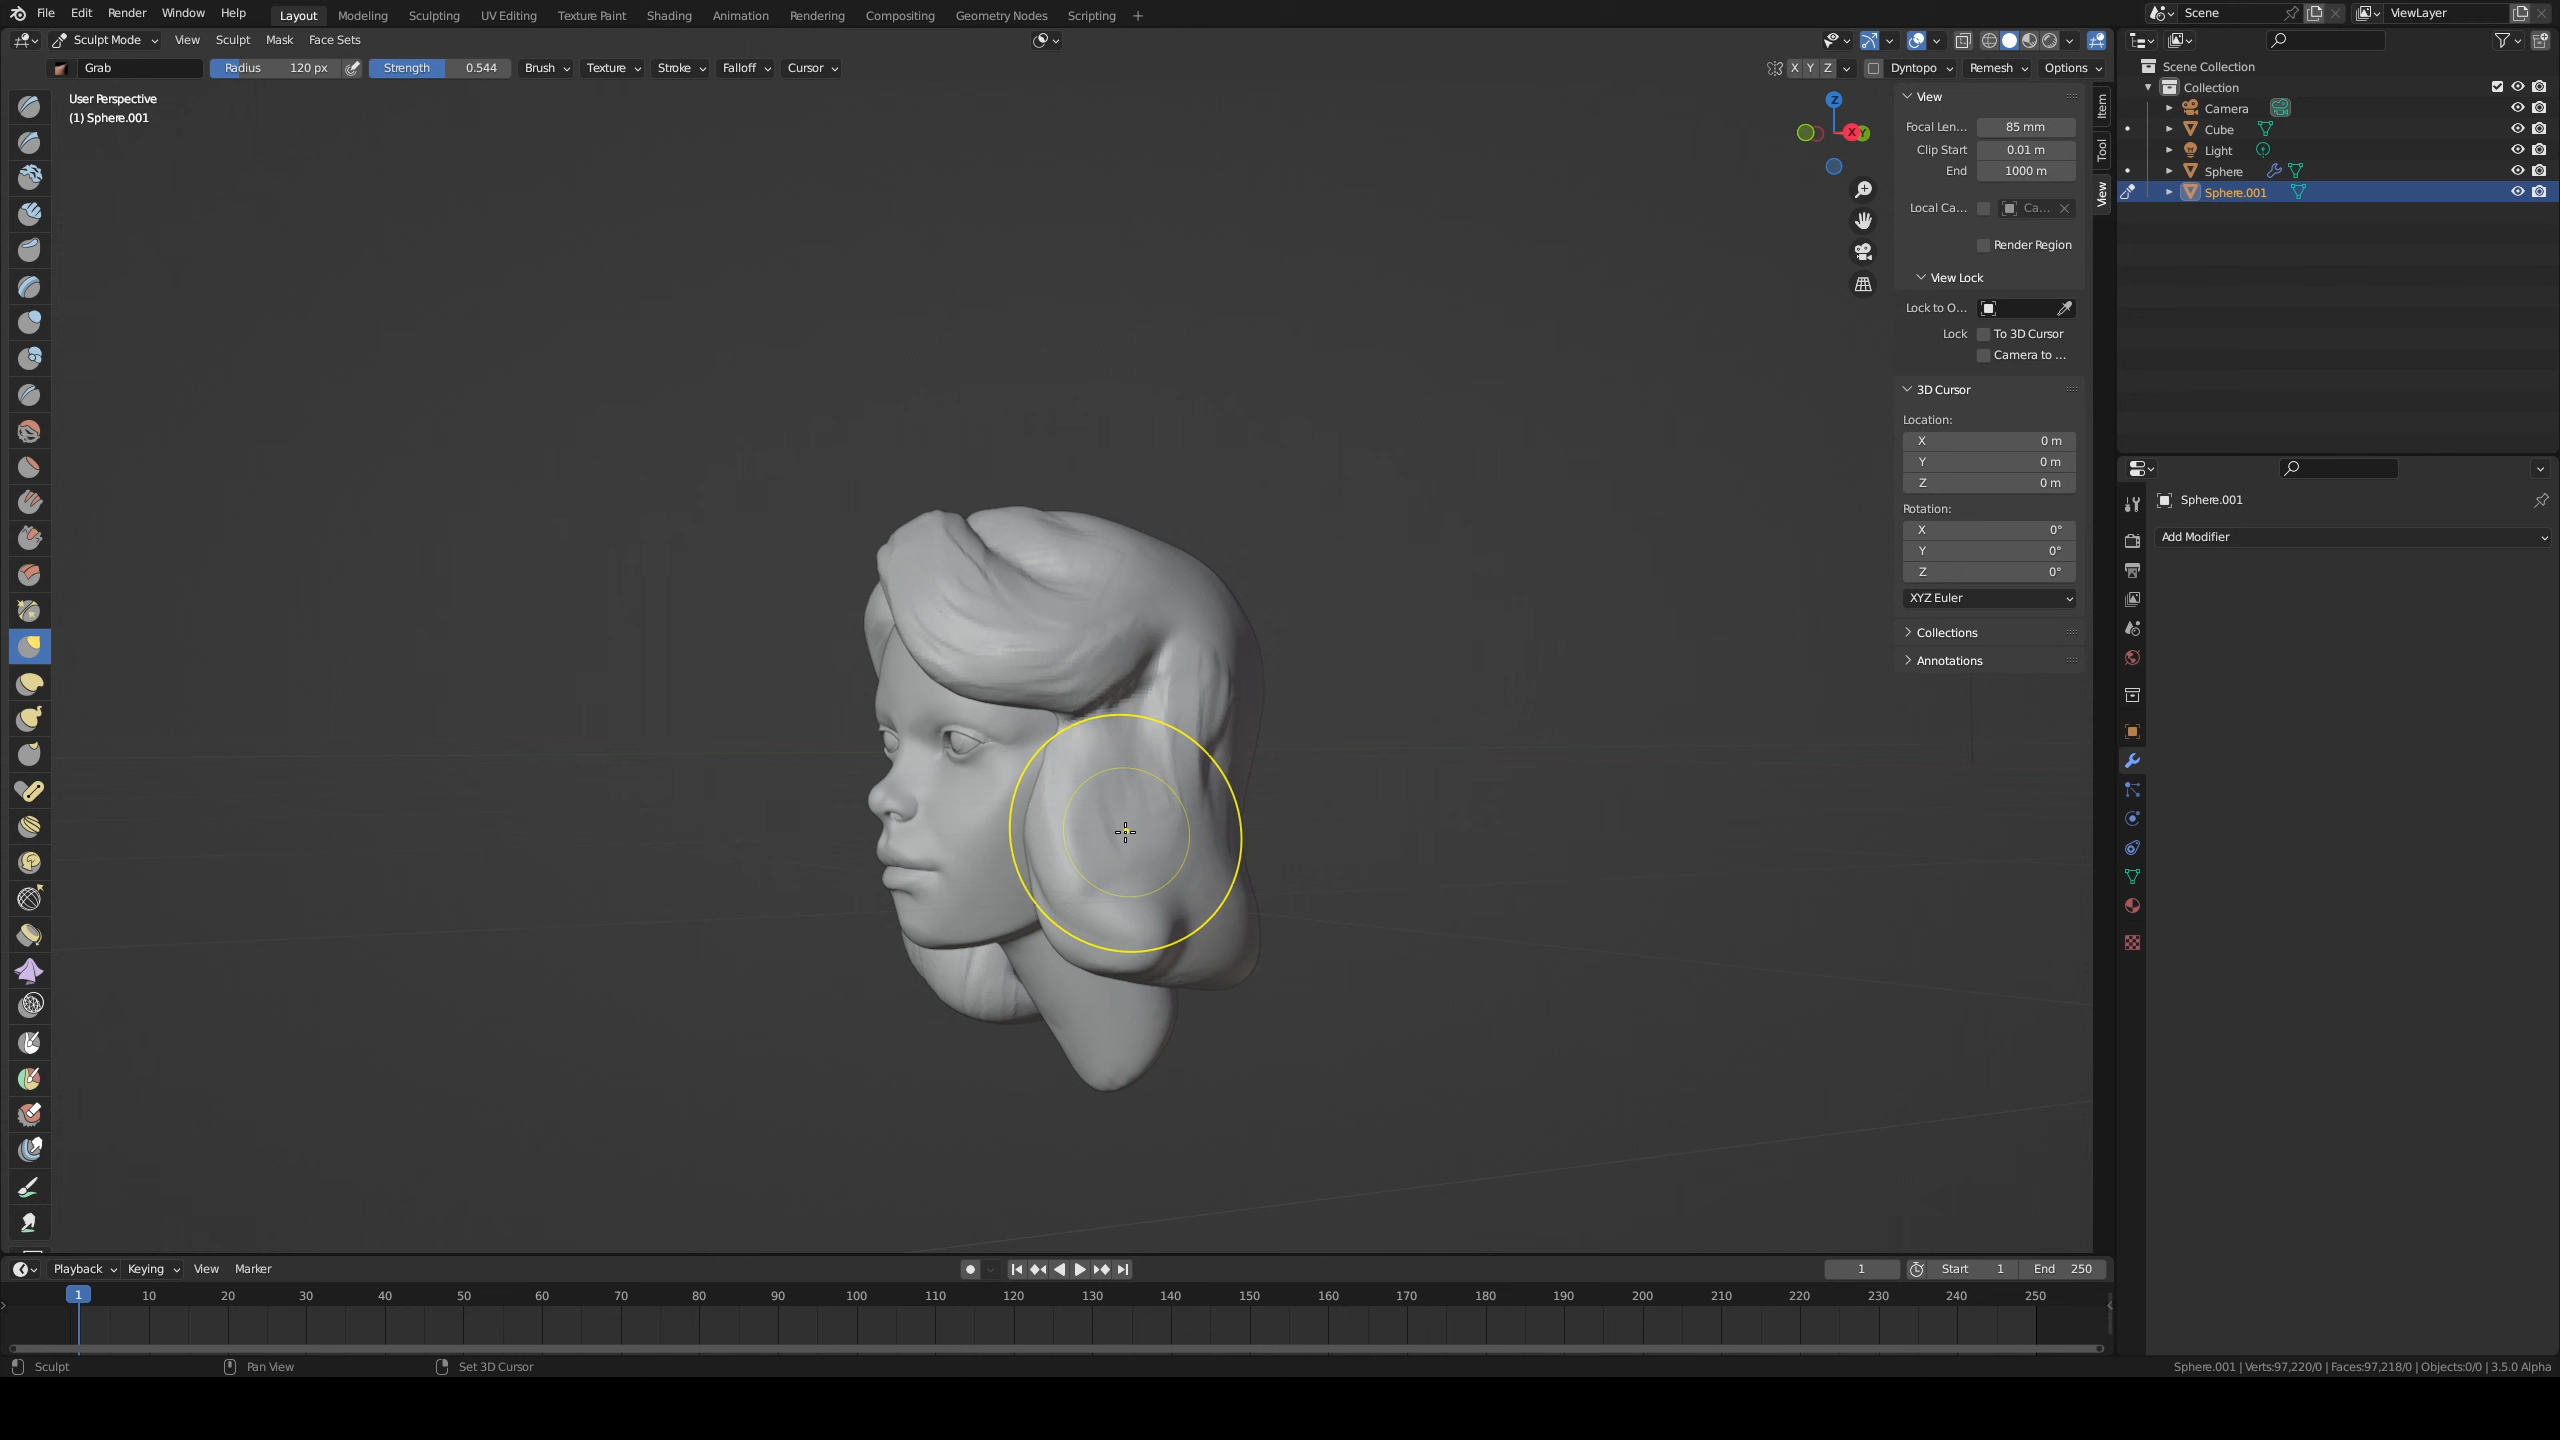 File Edit Render Window Help Layout Modeling Sculpting UV Editing Texture Paint Shading Animation Rendering Compositing Geometry Nodes Scripting + Scene ViewLayer
Sculpt Mode View Sculpt Mask Face Sets
Grab Radius 120 px Strength 0.544 Brush Texture Stroke Falloff Cursor X Y Z Dyntopo Remesh Options
User Perspective
(1) Sphere.001
Z
X Y
View
Focal Len... 85 mm
Clip Start 0.01 m
End 1000 m
Local Ca... Ca...
Render Region
View Lock
Lock to O...
Lock To 3D Cursor
Camera to ...
3D Cursor
Location:
X 0 m
Y 0 m
Z 0 m
Rotation:
X 0°
Y 0°
Z 0°
XYZ Euler
Collections
Annotations
Item
Tool
View
Scene Collection
Collection
Camera
Cube
Light
Sphere
Sphere.001
Sphere.001
Add Modifier
Playback Keying View Marker 1 Start 1 End 250
1 10 20 30 40 50 60 70 80 90 100 110 120 130 140 150 160 170 180 190 200 210 220 230 240 250
Sculpt Pan View Set 3D Cursor Sphere.001 | Verts:97,220/0 | Faces:97,218/0 | Objects:0/0 | 3.5.0 Alpha